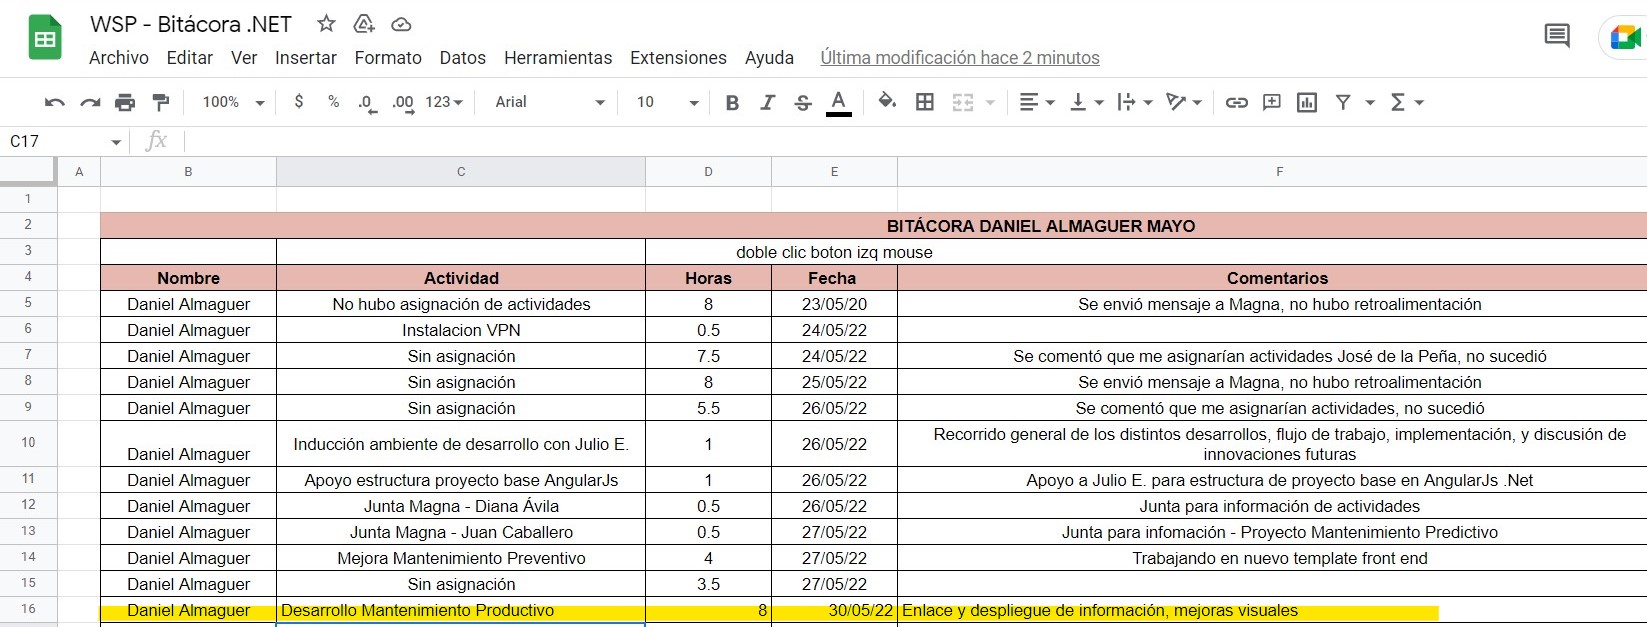 WSP - Bitácora .NET
Archivo Editar Ver Insertar Formato Datos Herramientas Extensiones Ayuda Última modificación hace 2 minutos
100% $ % .0 .00 123 Arial 10 B I S A Σ
C17 fx
A B C D E F
1
2 BITÁCORA DANIEL ALMAGUER MAYO
3 doble clic boton izq mouse
4 Nombre Actividad Horas Fecha Comentarios
5 Daniel Almaguer No hubo asignación de actividades 8 23/05/20 Se envió mensaje a Magna, no hubo retroalimentación
6 Daniel Almaguer Instalacion VPN 0.5 24/05/22
7 Daniel Almaguer Sin asignación 7.5 24/05/22 Se comentó que me asignarían actividades José de la Peña, no sucedió
8 Daniel Almaguer Sin asignación 8 25/05/22 Se envió mensaje a Magna, no hubo retroalimentación
9 Daniel Almaguer Sin asignación 5.5 26/05/22 Se comentó que me asignarían actividades, no sucedió
10 Daniel Almaguer Inducción ambiente de desarrollo con Julio E. 1 26/05/22 Recorrido general de los distintos desarrollos, flujo de trabajo, implementación, y discusión de
innovaciones futuras
11 Daniel Almaguer Apoyo estructura proyecto base AngularJs 1 26/05/22 Apoyo a Julio E. para estructura de proyecto base en AngularJs .Net
12 Daniel Almaguer Junta Magna - Diana Ávila 0.5 26/05/22 Junta para información de actividades
13 Daniel Almaguer Junta Magna - Juan Caballero 0.5 27/05/22 Junta para infomación - Proyecto Mantenimiento Predictivo
14 Daniel Almaguer Mejora Mantenimiento Preventivo 4 27/05/22 Trabajando en nuevo template front end
15 Daniel Almaguer Sin asignación 3.5 27/05/22
16 Daniel Almaguer Desarrollo Mantenimiento Productivo 8 30/05/22 Enlace y despliegue de información, mejoras visuales